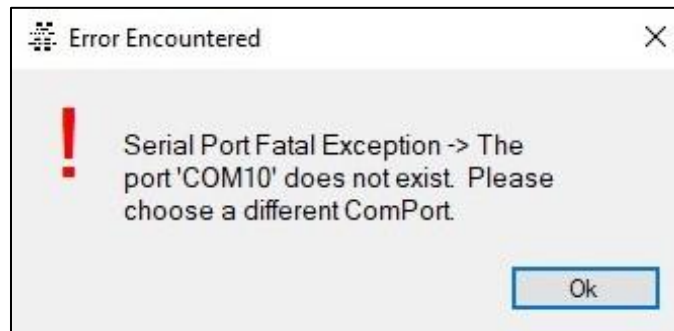 Error Encountered
Serial Port Fatal Exception -> The
port 'COM10' does not exist.  Please
choose a different ComPort.
Ok